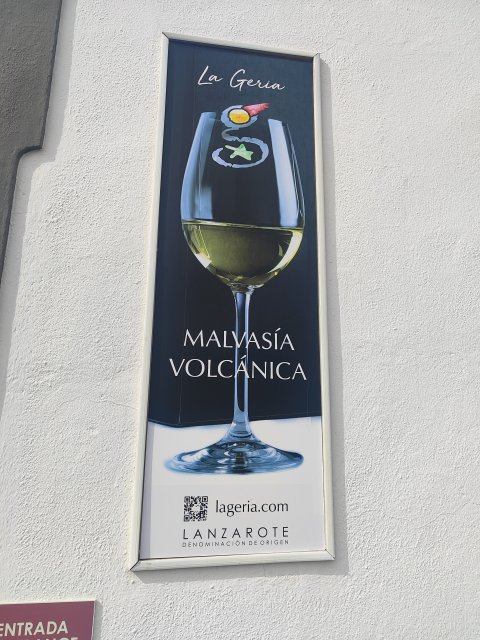 La Geria
MALVASÍA
VOLCÁNICA
lageria.com
LANZAROTE
DENOMINACIÓN DE ORIGEN
ENTRADA